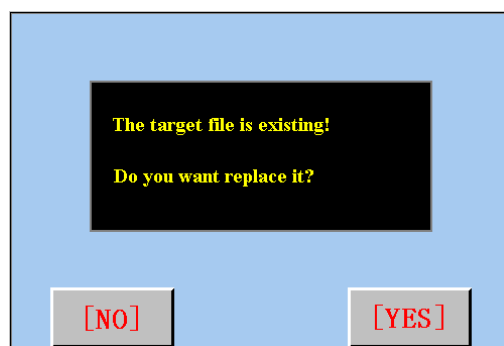 The target file is existing!
Do you want replace it?
[NO]
[YES]